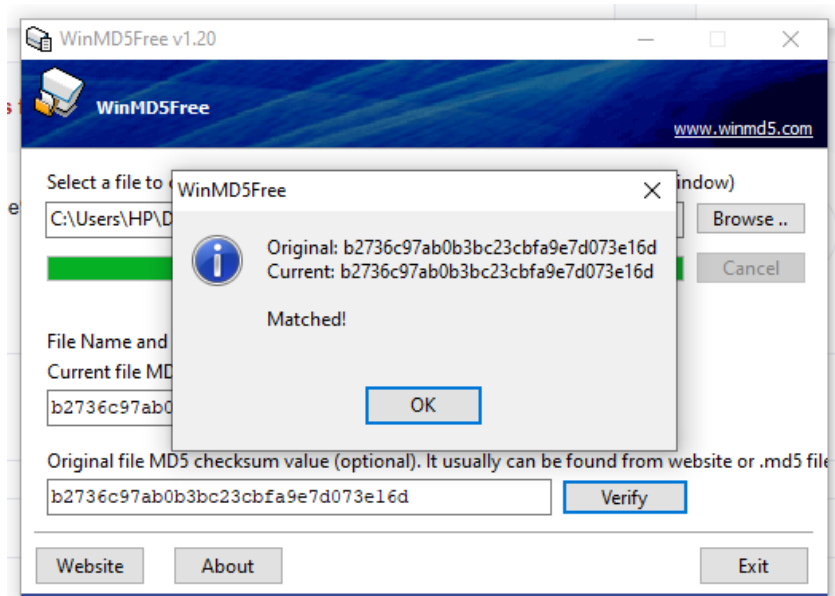 WinMD5Free v1.20
WinMD5Free
www.winmd5.com
Select a file to
indow)
C:\Users\HP\D
Browse ..
Cancel
WinMD5Free
Original: b2736c97ab0b3bc23cbfa9e7d073e16d
Current: b2736c97ab0b3bc23cbfa9e7d073e16d
Matched!
OK
File Name and
Current file MD
b2736c97ab0
Original file MD5 checksum value (optional). It usually can be found from website or .md5 file
b2736c97ab0b3bc23cbfa9e7d073e16d
Verify
Website
About
Exit